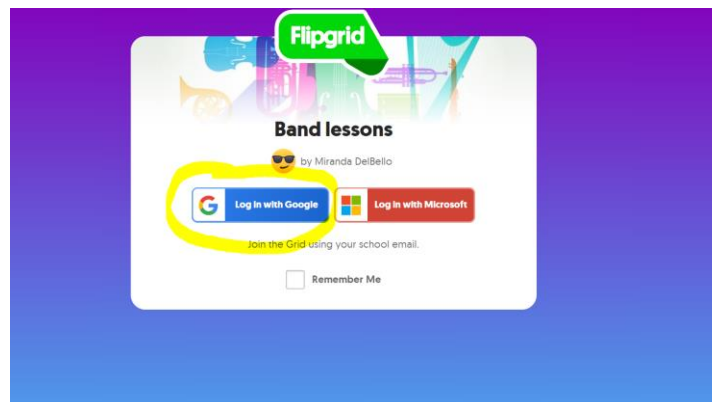 Flipgrid
Band lessons
by Miranda DelBello
Log in with Google
Log in with Microsoft
Join the Grid using your school email.
Remember Me